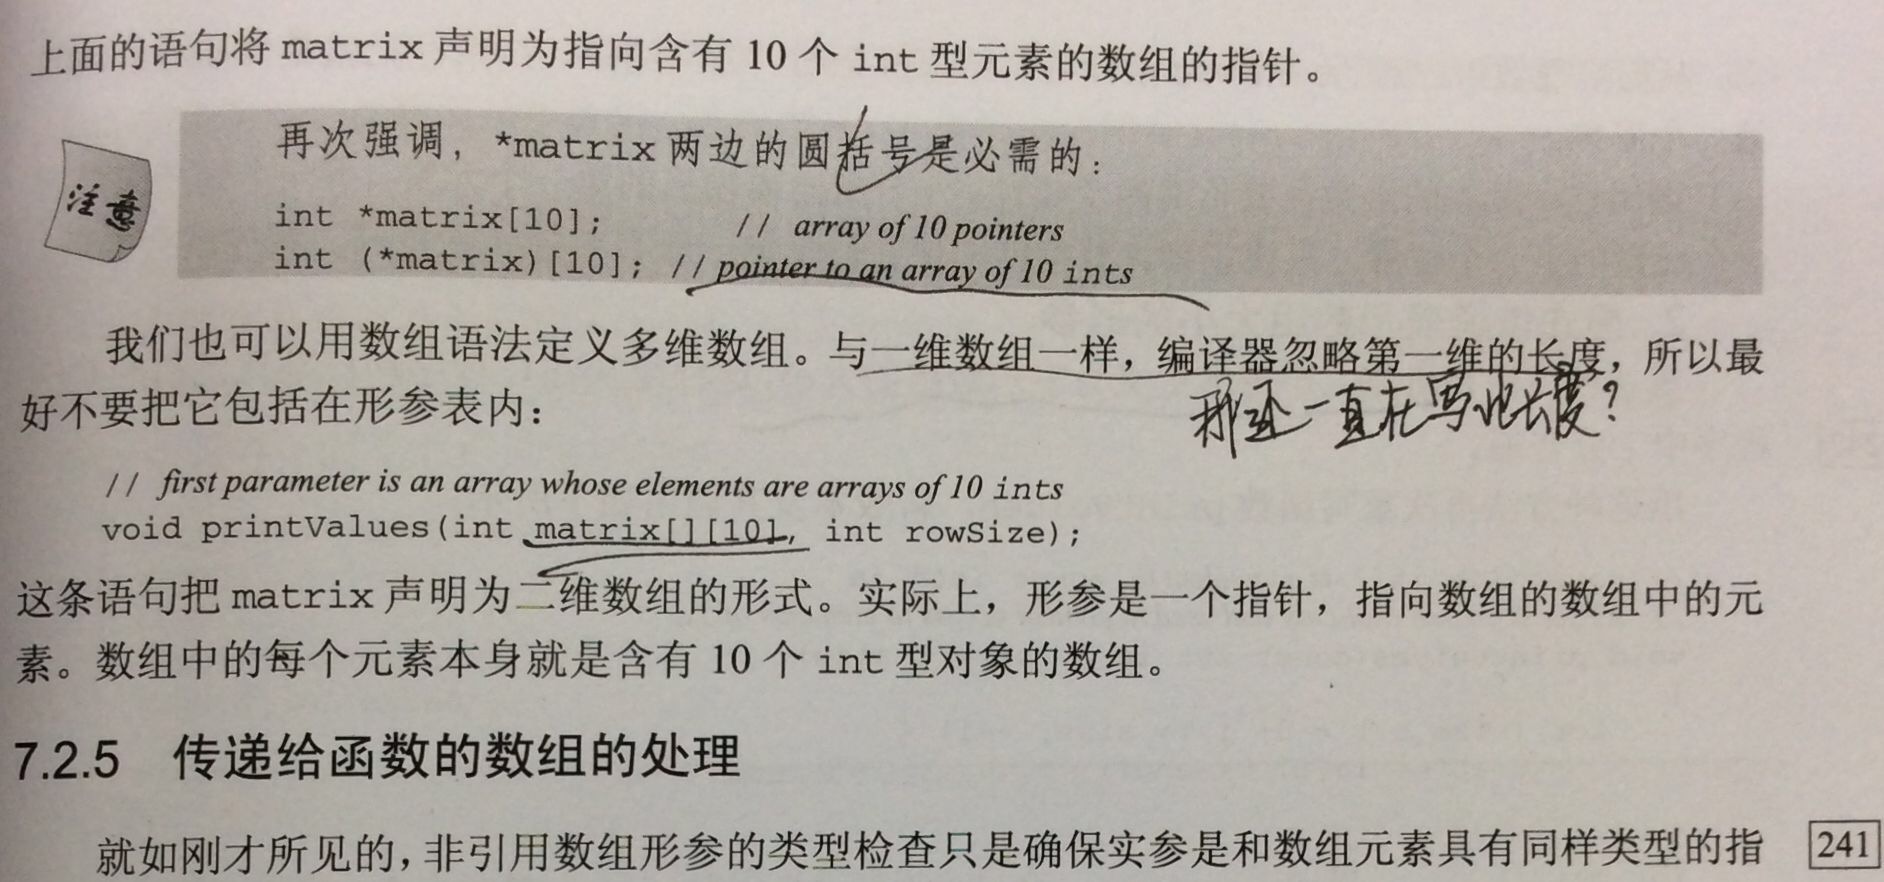 上面的语句将 matrix 声明为指向含有 10 个 int 型元素的数组的指针。
注意
再次强调，*matrix 两边的圆括号是必需的：
int *matrix[10]; // array of 10 pointers
int (*matrix)[10]; // pointer to an array of 10 ints
我们也可以用数组语法定义多维数组。与一维数组一样，编译器忽略第一维的长度，所以最
好不要把它包括在形参表内：
那还一直在写此长度？
// first parameter is an array whose elements are arrays of 10 ints
void printValues(int matrix[][10], int rowSize);
这条语句把 matrix 声明为二维数组的形式。实际上，形参是一个指针，指向数组的数组中的元
素。数组中的每个元素本身就是含有 10 个 int 型对象的数组。
7.2.5 传递给函数的数组的处理
就如刚才所见的，非引用数组形参的类型检查只是确保实参是和数组元素具有同样类型的指
241